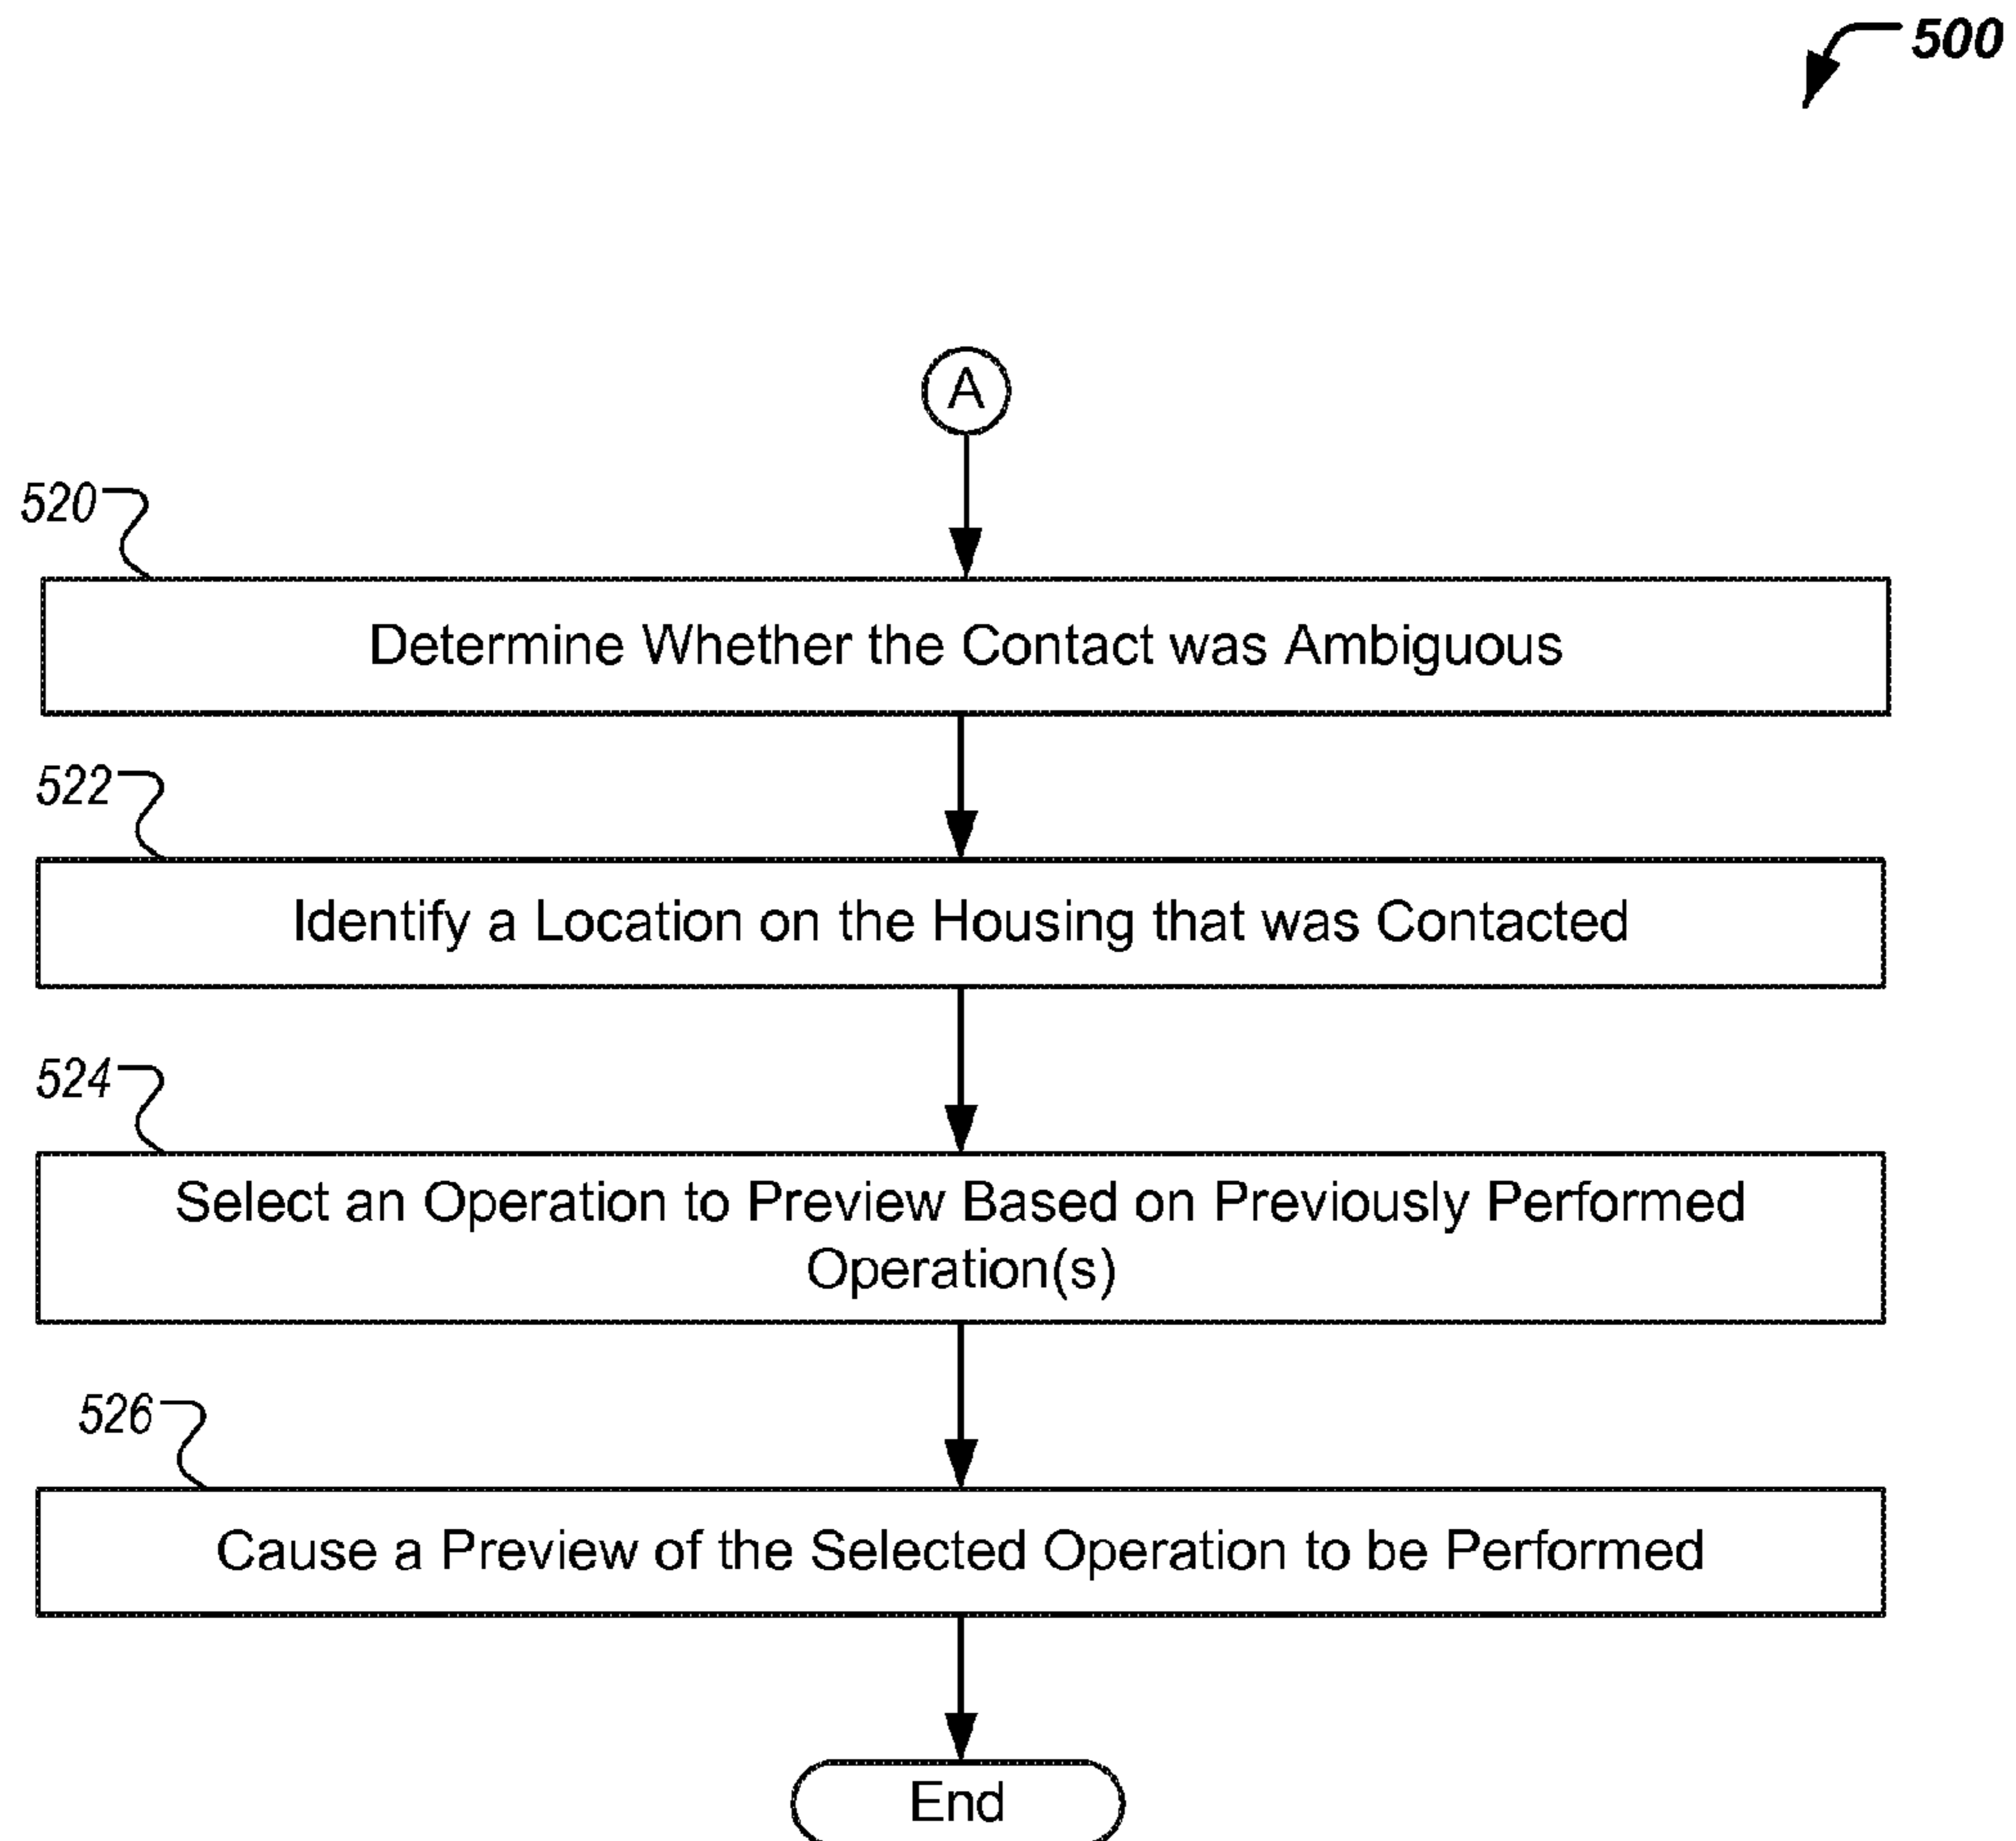 500
A
520
Determine Whether the Contact was Ambiguous
522
Identify a Location on the Housing that was Contacted
524
Select an Operation to Preview Based on Previously Performed
Operation(s)
526
Cause a Preview of the Selected Operation to be Performed
End